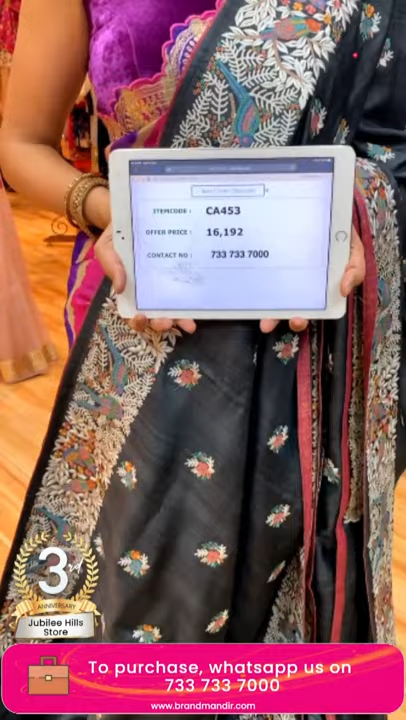 ITEMCODE : CA453
OFFER PRICE : 16,192
CONTACT NO : 733 733 7000
3rd
ANNIVERSARY
Jubilee Hills
Store
To purchase, whatsapp us on
733 733 7000
www.brandmandir.com